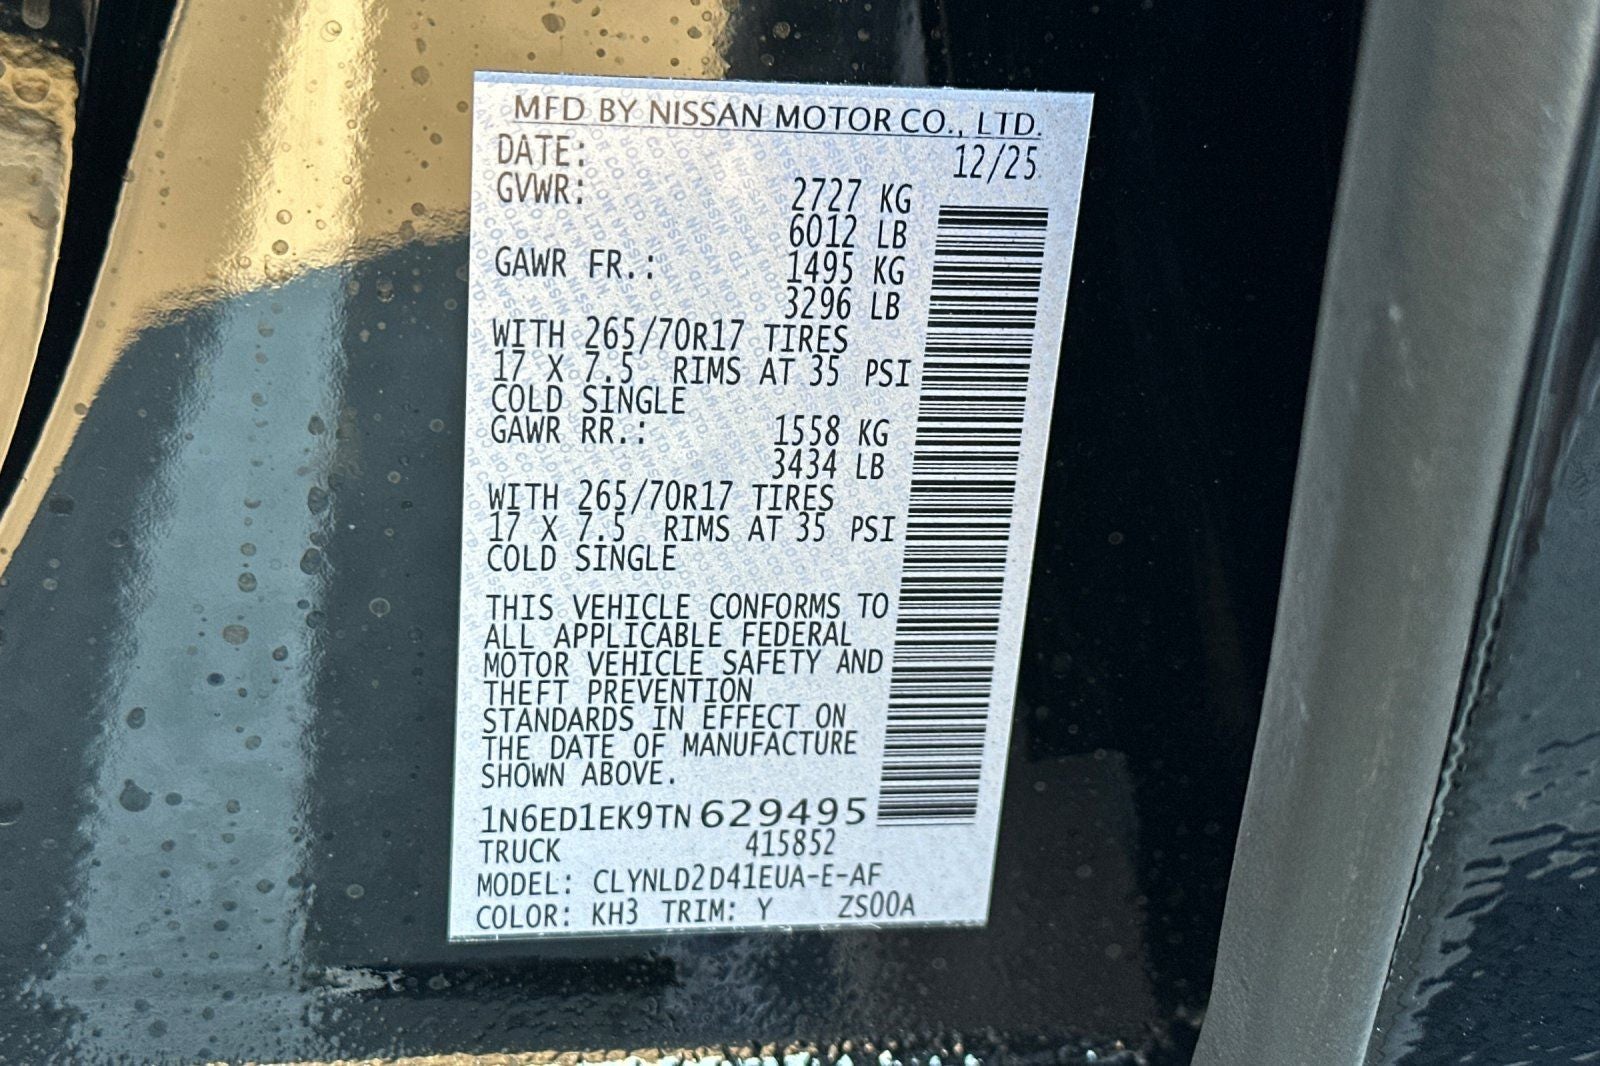 MFD BY NISSAN MOTOR CO., LTD.
DATE: 12/25
GVWR: 2727 KG
6012 LB
GAWR FR.: 1495 KG
3296 LB
WITH 265/70R17 TIRES
17 X 7.5 RIMS AT 35 PSI
COLD SINGLE
GAWR RR.: 1558 KG
3434 LB
WITH 265/70R17 TIRES
17 X 7.5 RIMS AT 35 PSI
COLD SINGLE
THIS VEHICLE CONFORMS TO
ALL APPLICABLE FEDERAL
MOTOR VEHICLE SAFETY AND
THEFT PREVENTION
STANDARDS IN EFFECT ON
THE DATE OF MANUFACTURE
SHOWN ABOVE.
1N6ED1EK9TN629495
TRUCK 415852
MODEL: CLYNLD2D41EUA-E-AF
COLOR: KH3 TRIM: Y ZS00A